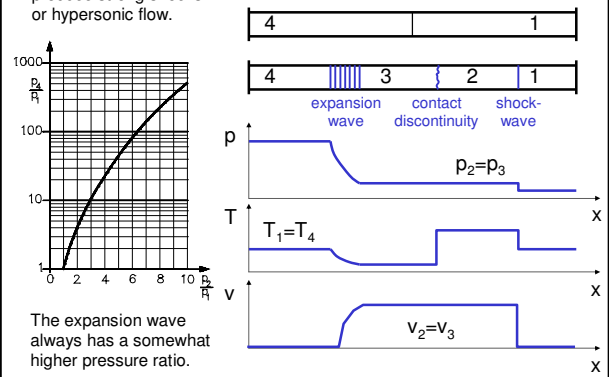 or hypersonic flow.
4 1
4 3 2 1
expansion wave
contact discontinuity
shock-wave
1000
p4/p1
100
10
1
0 2 4 6 8 10
p2/p1
p
p2=p3
x
T
T1=T4
x
v
v2=v3
x
The expansion wave
always has a somewhat
higher pressure ratio.